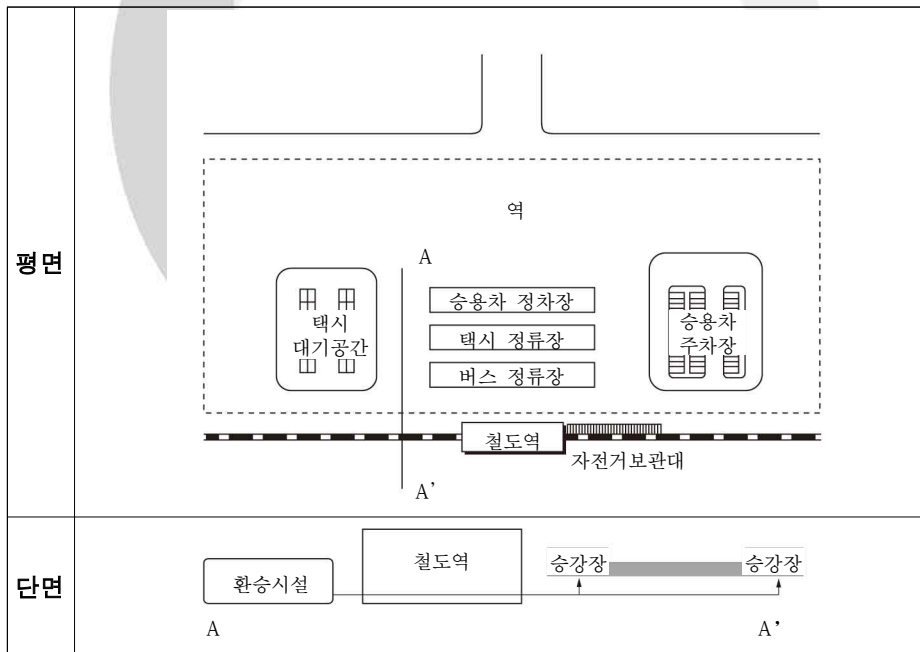 평면
역
A
승용차 정차장
택시 정류장
버스 정류장
택시
대기공간
승용차
주차장
철도역
자전거보관대
A'
단면
철도역
환승시설
승강장
승강장
A
A'